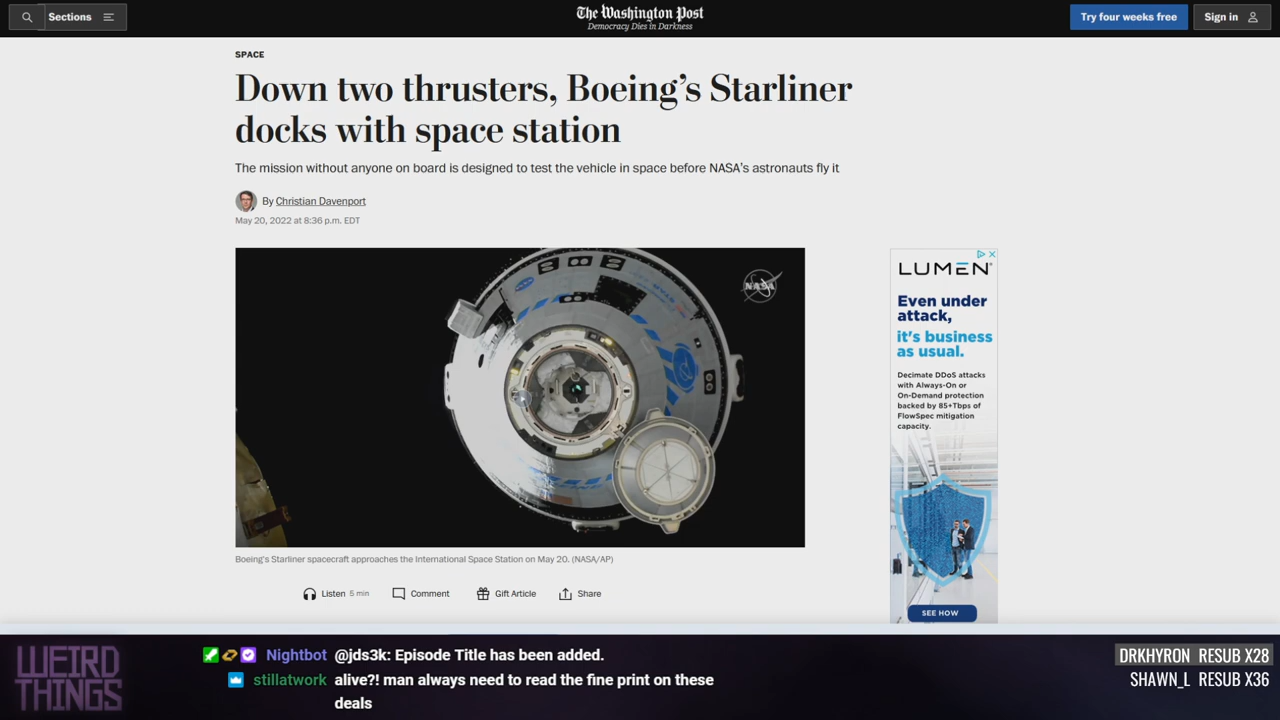 Sections
The Washington Post
Democracy Dies in Darkness
Try four weeks free
Sign in
SPACE
Down two thrusters, Boeing's Starliner
docks with space station
The mission without anyone on board is designed to test the vehicle in space before NASA's astronauts fly it
By Christian Davenport
May 20, 2022 at 8:36 p.m. EDT
NASA
Boeing's Starliner spacecraft approaches the International Space Station on May 20. (NASA/AP)
Listen 5 min
Comment
Gift Article
Share
LUMEN®
Even under
attack,
it's business
as usual.
Decimate DDoS attacks
with Always-On or
On-Demand protection
backed by 85+Tbps of
FlowSpec mitigation
capacity.
SEE HOW
WEIRD
THINGS
Nightbot @jds3k: Episode Title has been added.
stillatwork alive?! man always need to read the fine print on these
deals
DRKHYRON RESUB X28
SHAWN_L RESUB X36